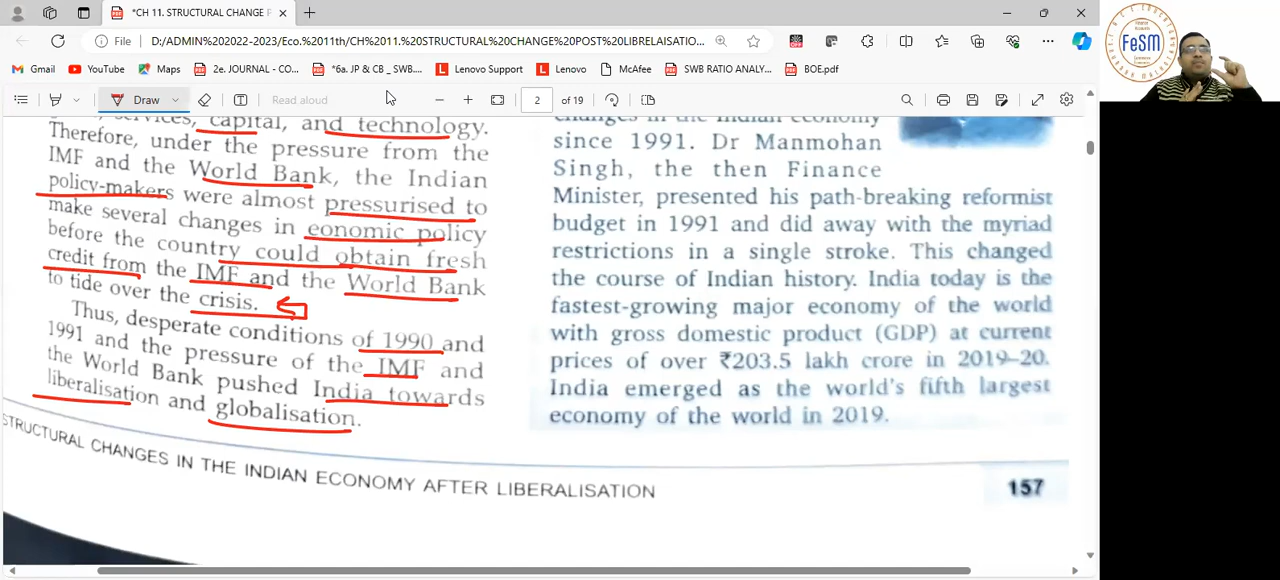 *CH 11. STRUCTURAL CHANGE P
File
D:/ADMIN%202022-2023/Eco.%2011th/CH%2011.%20STRUCTURAL%20CHANGE%20POST%20LIBRELAISATIO...
Gmail
YouTube
Maps
2e. JOURNAL - CO...
*6a. JP & CB _ SWB...
Lenovo Support
Lenovo
McAfee
SWB RATIO ANALY...
BOE.pdf
Draw
Read aloud
2 of 19
services, capital, and technology.
Therefore, under the pressure from the
IMF and the World Bank, the Indian
policy-makers were almost pressurised to
make several changes in eonomic policy
before the country could obtain fresh
credit from the IMF and the World Bank
to tide over the crisis.
Thus, desperate conditions of 1990 and
1991 and the pressure of the IMF and
the World Bank pushed India towards
liberalisation and globalisation.
changes in the Indian economy
since 1991. Dr Manmohan
Singh, the then Finance
Minister, presented his path-breaking reformist
budget in 1991 and did away with the myriad
restrictions in a single stroke. This changed
the course of Indian history. India today is the
fastest-growing major economy of the world
with gross domestic product (GDP) at current
prices of over ₹203.5 lakh crore in 2019–20.
India emerged as the world's fifth largest
economy of the world in 2019.
STRUCTURAL CHANGES IN THE INDIAN ECONOMY AFTER LIBERALISATION
157
FeSM